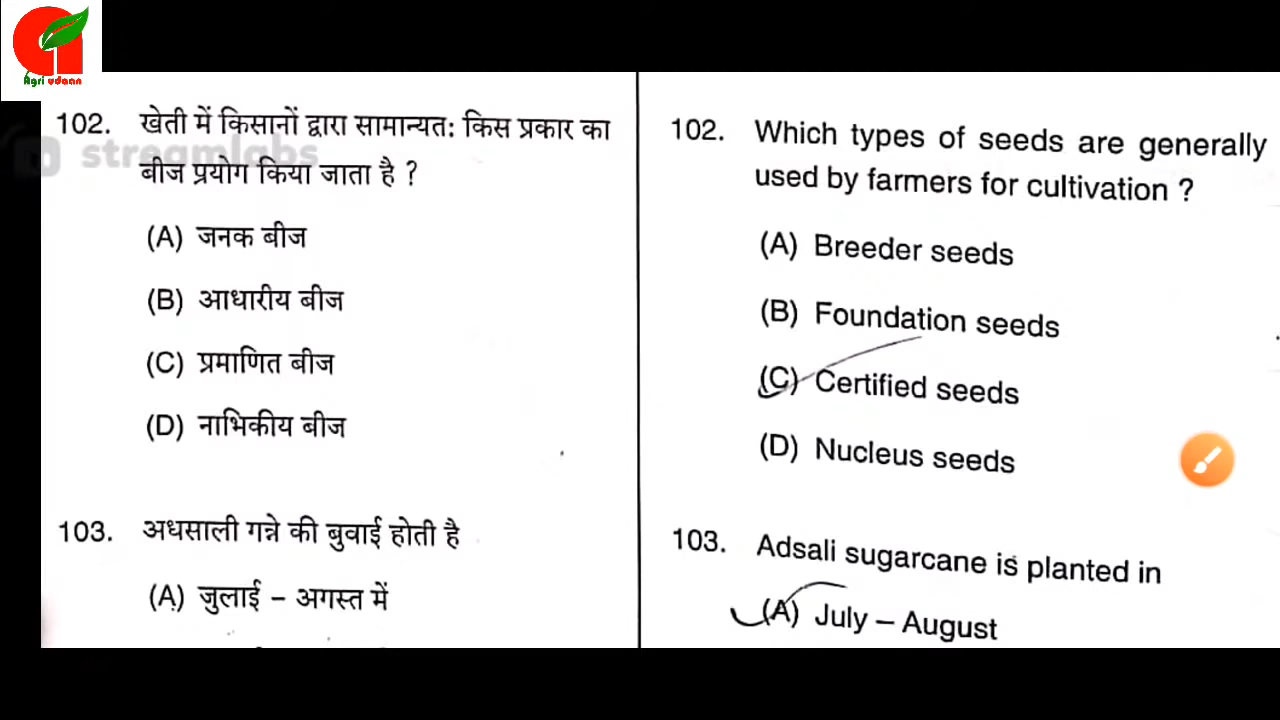 Agri udaan
streamlabs
102. खेती में किसानों द्वारा सामान्यतः किस प्रकार का
बीज प्रयोग किया जाता है ?
(A) जनक बीज
(B) आधारीय बीज
(C) प्रमाणित बीज
(D) नाभिकीय बीज
103. अधसाली गन्ने की बुवाई होती है
(A) जुलाई – अगस्त में
102. Which types of seeds are generally
used by farmers for cultivation ?
(A) Breeder seeds
(B) Foundation seeds
(C) Certified seeds
(D) Nucleus seeds
103. Adsali sugarcane is planted in
(A) July – August